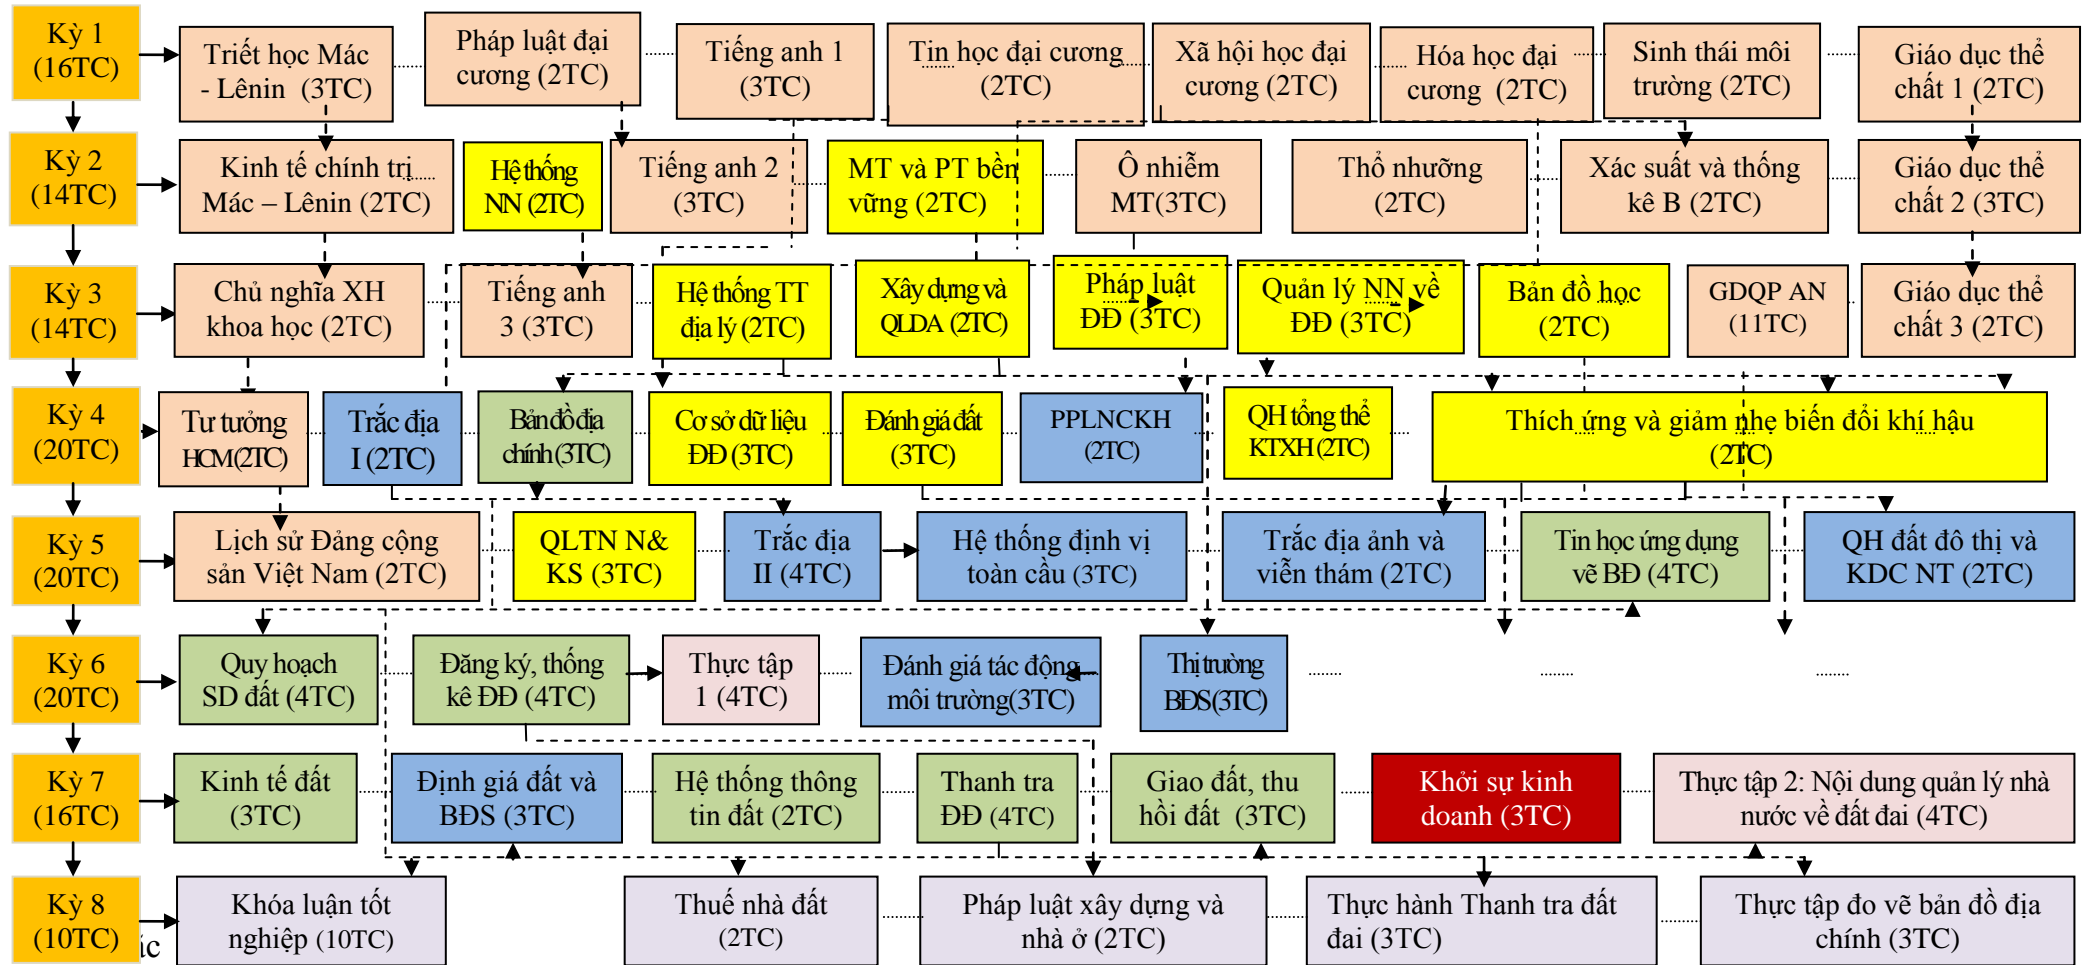 Kỳ 1
(16TC)
Triết học Mác
- Lênin (3TC)
Pháp luật đại
cương (2TC)
Tiếng anh 1
(3TC)
Tin học đại cương
(2TC)
Xã hội học đại
cương (2TC)
Hóa học đại
cương (2TC)
Sinh thái môi
trường (2TC)
Giáo dục thể
chất 1 (2TC)
Kỳ 2
(14TC)
Kinh tế chính trị
Mác – Lênin (2TC)
Hệ thống
NN (2TC)
Tiếng anh 2
(3TC)
MT và PT bền
vững (2TC)
Ô nhiễm
MT(3TC)
Thổ nhưỡng
(2TC)
Xác suất và thống
kê B (2TC)
Giáo dục thể
chất 2 (3TC)
Kỳ 3
(14TC)
Chủ nghĩa XH
khoa học (2TC)
Tiếng anh
3 (3TC)
Hệ thống TT
địa lý (2TC)
Xây dựng và
QLDA (2TC)
Pháp luật
ĐĐ (3TC)
Quản lý NN về
ĐĐ (3TC)
Bản đồ học
(2TC)
GDQP AN
(11TC)
Giáo dục thể
chất 3 (2TC)
Kỳ 4
(20TC)
Tư tưởng
HCM(2TC)
Trắc địa
I (2TC)
Bản đồ địa
chính (3TC)
Cơ sở dữ liệu
ĐĐ (3TC)
Đánh giá đất
(3TC)
PPLNCKH
(2TC)
QH tổng thể
KTXH (2TC)
Thích ứng và giảm nhẹ biến đổi khí hậu
(2TC)
Kỳ 5
(20TC)
Lịch sử Đảng cộng
sản Việt Nam (2TC)
QLTN N&
KS (3TC)
Trắc địa
II (4TC)
Hệ thống định vị
toàn cầu (3TC)
Trắc địa ảnh và
viễn thám (2TC)
Tin học ứng dụng
vẽ BĐ (4TC)
QH đất đô thị và
KDC NT (2TC)
Kỳ 6
(20TC)
Quy hoạch
SD đất (4TC)
Đăng ký, thống
kê ĐĐ (4TC)
Thực tập
1 (4TC)
Đánh giá tác động
môi trường(3TC)
Thị trường
BĐS(3TC)
Kỳ 7
(16TC)
Kinh tế đất
(3TC)
Định giá đất và
BĐS (3TC)
Hệ thống thông
tin đất (2TC)
Thanh tra
ĐĐ (4TC)
Giao đất, thu
hồi đất (3TC)
Khởi sự kinh
doanh (3TC)
Thực tập 2: Nội dung quản lý nhà
nước về đất đai (4TC)
Kỳ 8
(10TC)
Khóa luận tốt
nghiệp (10TC)
Thuế nhà đất
(2TC)
Pháp luật xây dựng và
nhà ở (2TC)
Thực hành Thanh tra đất
đai (3TC)
Thực tập đo vẽ bản đồ địa
chính (3TC)